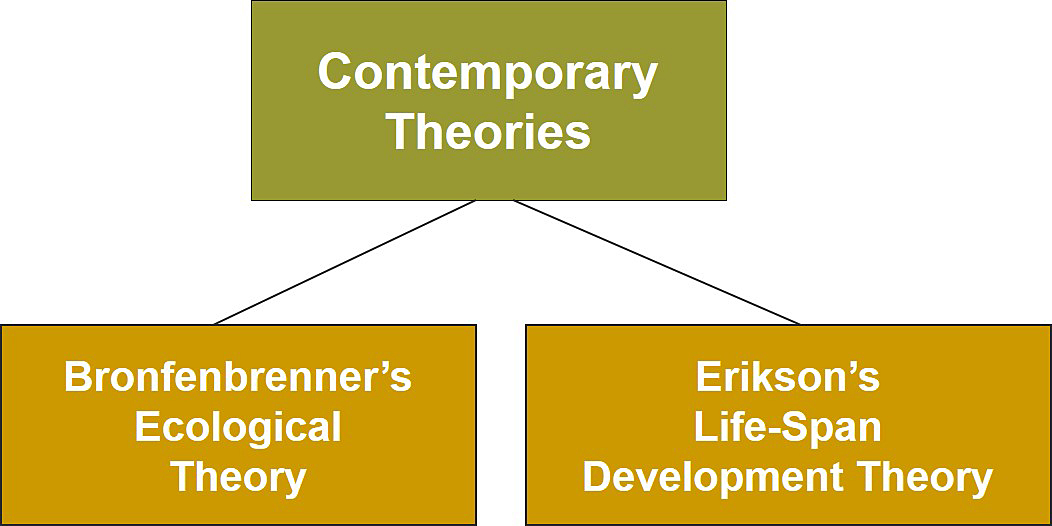 Contemporary
Theories
Bronfenbrenner’s
Ecological
Theory
Erikson’s
Life-Span
Development Theory